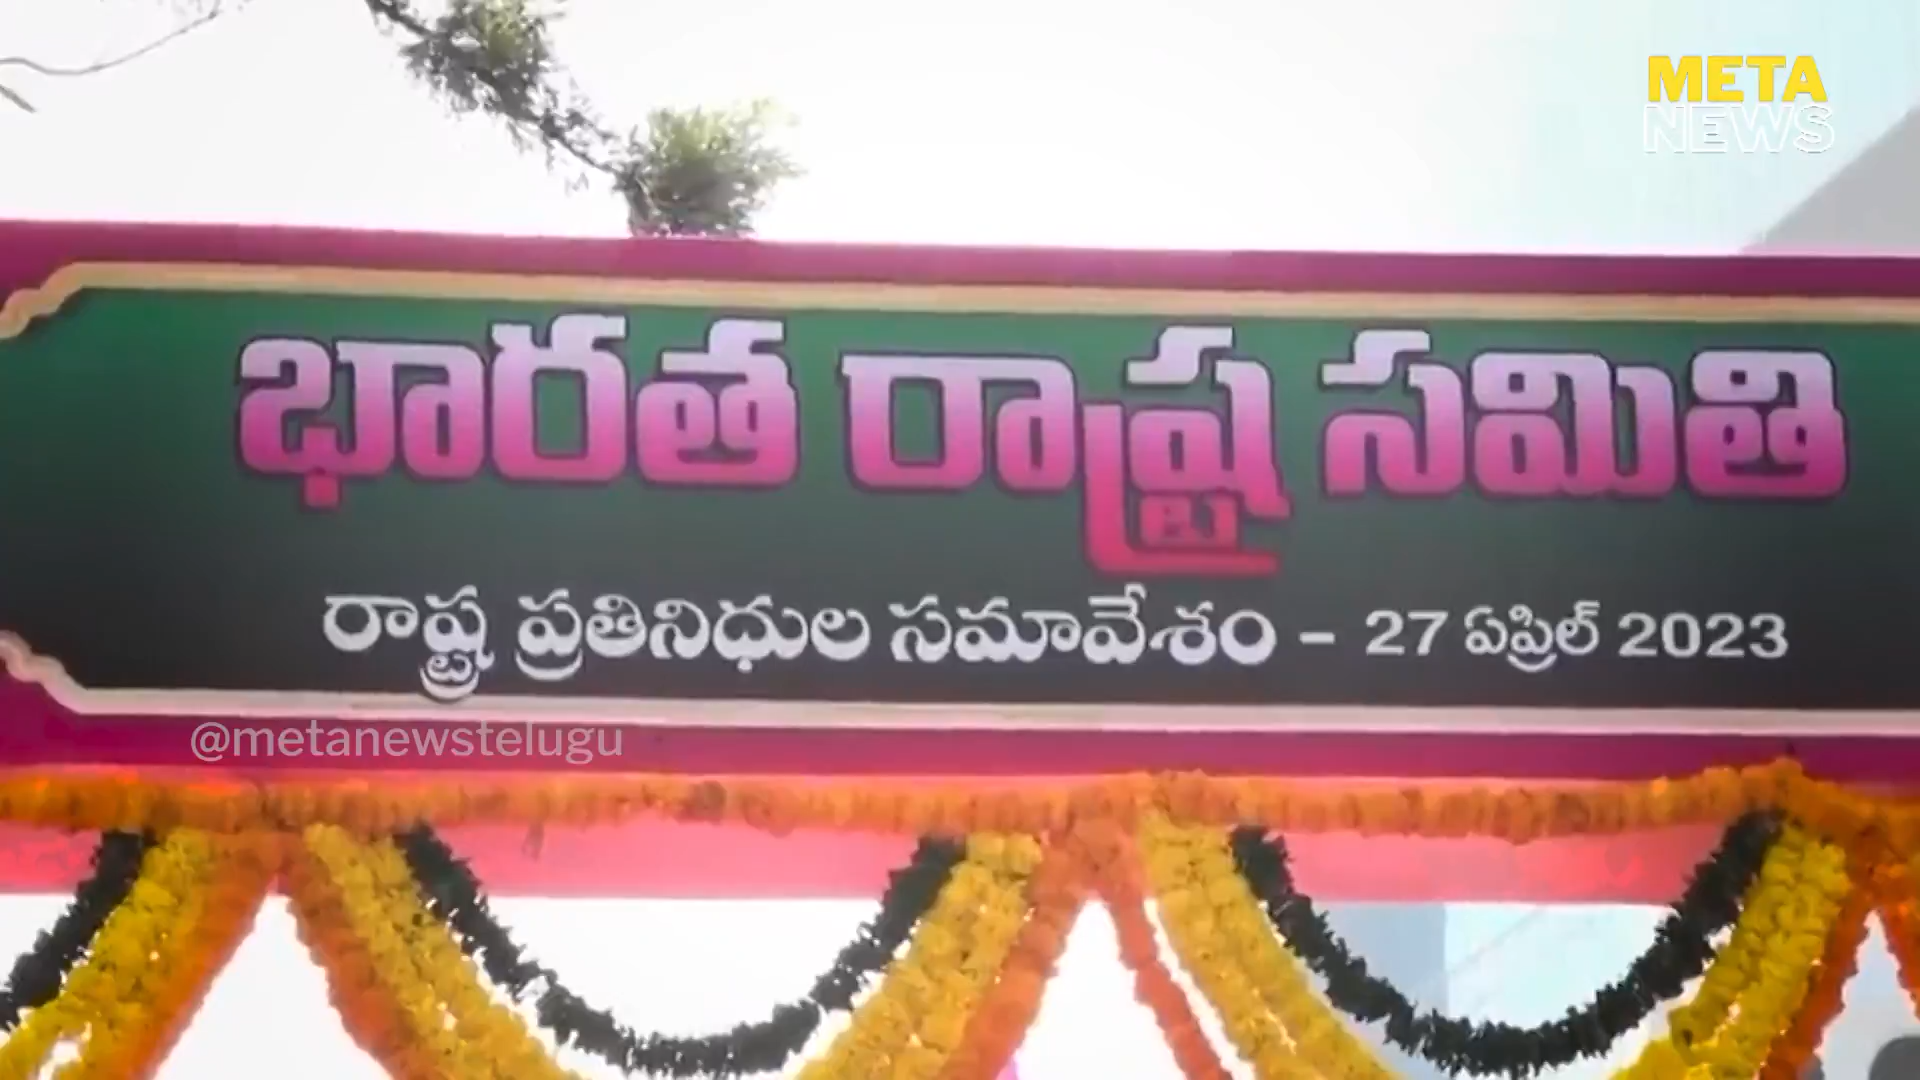 META
NEWS
భారత రాష్ట్ర సమితి
రాష్ట్ర ప్రతినిధుల సమావేశం - 27 ఏప్రిల్ 2023
@metanewstelugu